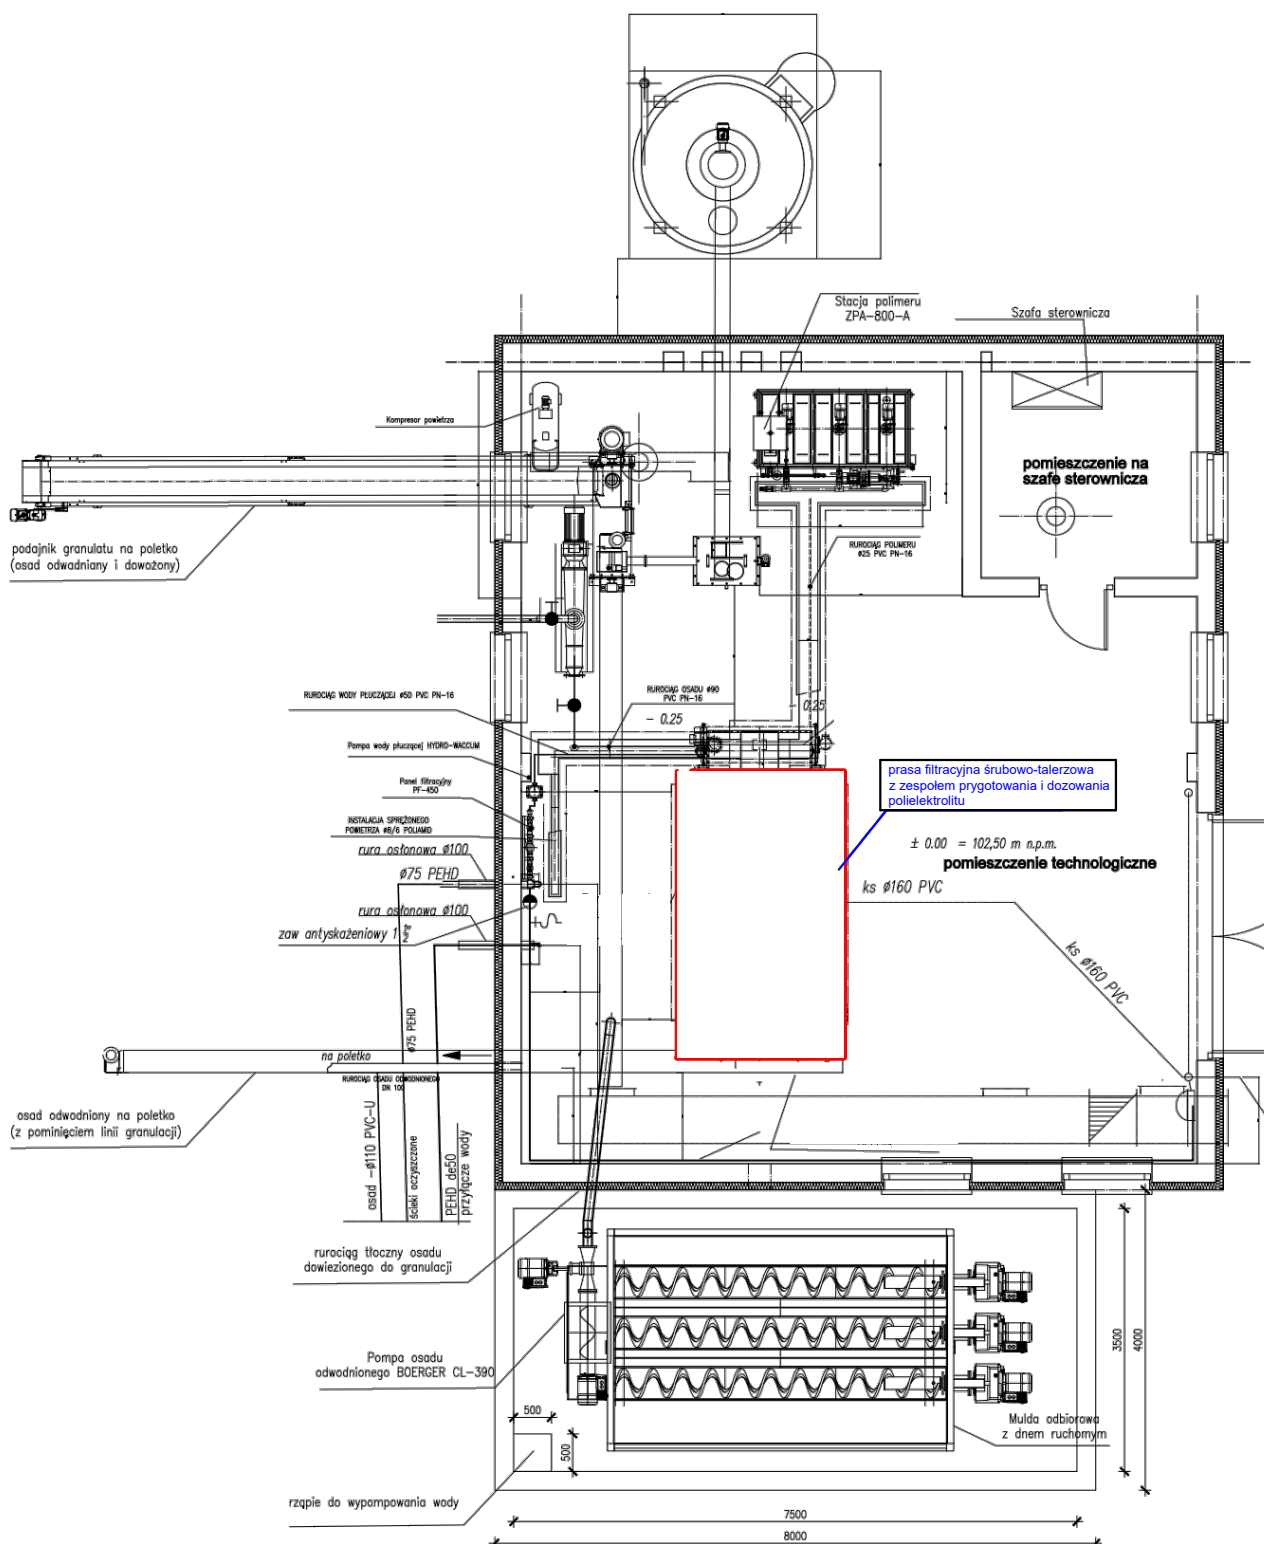 Stacja polimeru
ZPA-800-A
Szafa sterownicza
Kompresor powietrza
pomieszczenie na
szafe sterownicza
podajnik granulatu na poletko
(osad odwadniany i dowożony)
RUROCIĄG POLIMERU
ø25 PVC PN-16
RUROCIĄG WODY PŁUCZĄCEJ ø50 PVC PN-16
RUROCIĄG OSADU ø90
PVC PN-16
- 0.25
- 0.25
Pompa wody płuczącej HYDRO-WACCUM
prasa filtracyjna śrubowo-talerzowa
z zespołem prygotowania i dozowania
polielektrolitu
Panel filtracyjny
PF-450
INSTALACJA SPRĘŻONEGO
POWIETRZA ø8/6 POLIAMID
± 0.00 = 102,50 m n.p.m.
pomieszczenie technologiczne
rura osłonowa Ø100
Ø75 PEHD
ks Ø160 PVC
rura osłonowa Ø100
zaw antyskażeniowy 1 1/2"
ks Ø160 PVC
ø75 PEHD
na poletko
RUROCIĄG OSADU ODWODNIONEGO
DN 100
osad odwodniony na poletko
(z pominięciem linii granulacji)
osad -ø110 PVC-U
ścieki oczyszczone
PEHD de50
przyłącze wody
rurociąg tłoczny osadu
dowiezionego do granulacji
3500
4000
Pompa osadu
odwodnionego BOERGER CL-390
500
500
Mulda odbiorowa
z dnem ruchomym
rząpie do wypampowania wody
7500
8000